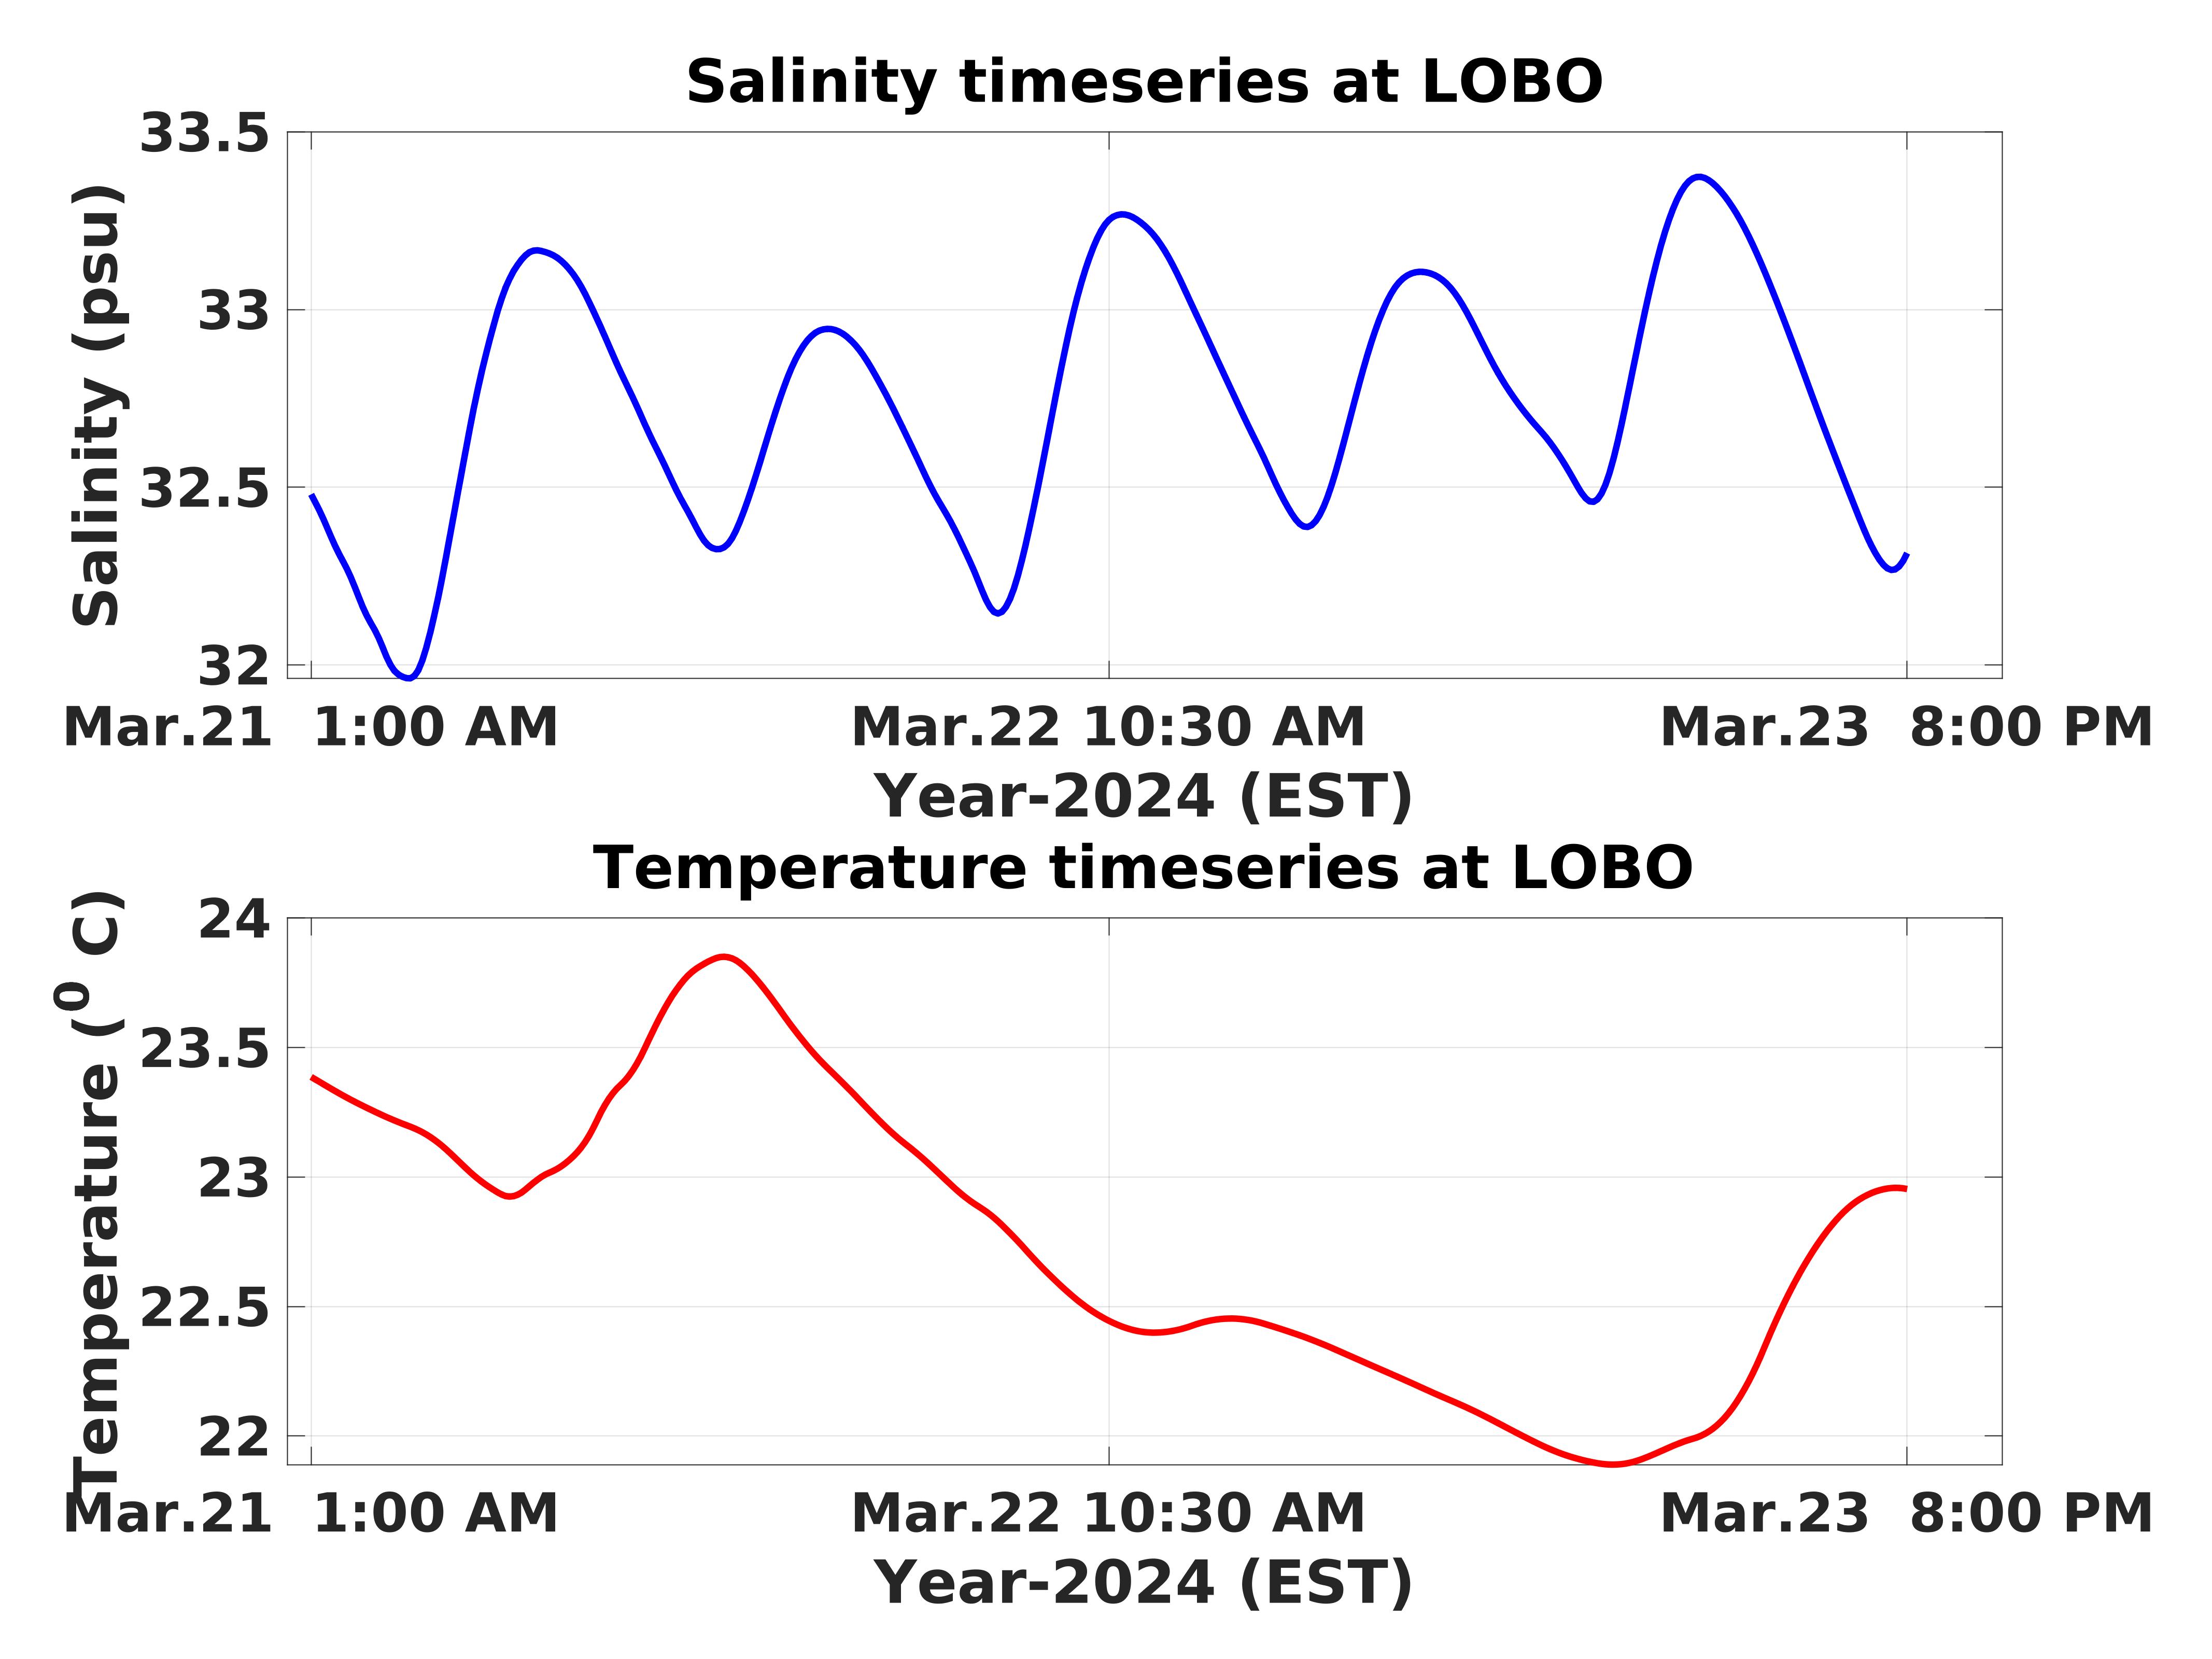 Salinity timeseries at LOBO
Salinity (psu)
33.5
33
32.5
32
Mar.21  1:00 AM
Mar.22 10:30 AM
Mar.23  8:00 PM
Year-2024 (EST)
Temperature timeseries at LOBO
Temperature (⁰ C)
24
23.5
23
22.5
22
Mar.21  1:00 AM
Mar.22 10:30 AM
Mar.23  8:00 PM
Year-2024 (EST)